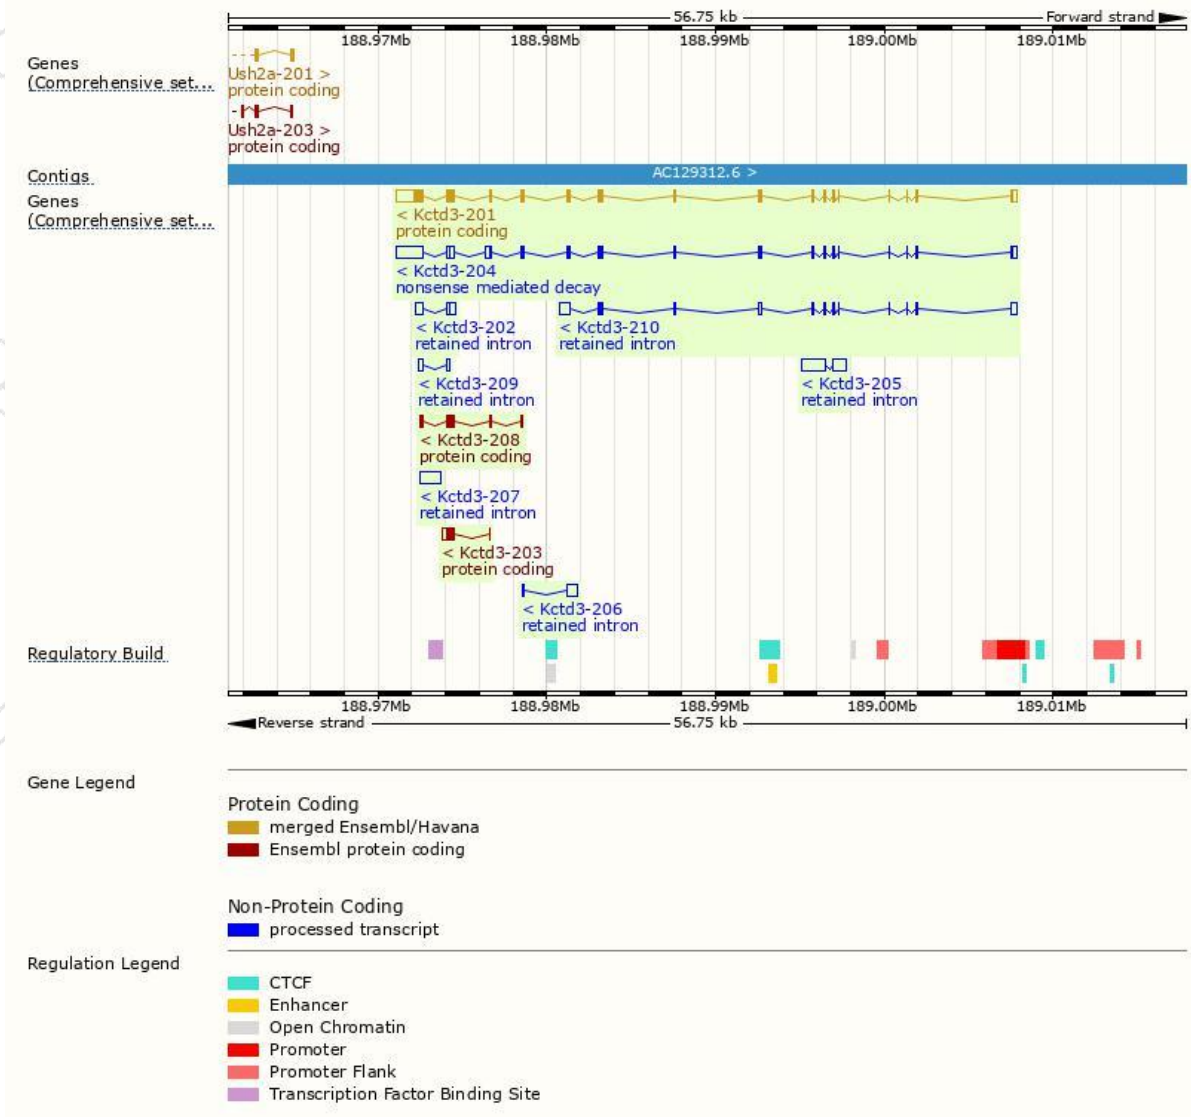 56.75 kb Forward strand
188.97Mb 188.98Mb 188.99Mb 189.00Mb 189.01Mb
Genes
(Comprehensive set...
Ush2a-201 >
protein coding
Ush2a-203 >
protein coding
Contigs
AC129312.6 >
Genes
(Comprehensive set...
< Kctd3-201
protein coding
< Kctd3-204
nonsense mediated decay
< Kctd3-202 < Kctd3-210
retained intron retained intron
< Kctd3-209 < Kctd3-205
retained intron retained intron
< Kctd3-208
protein coding
< Kctd3-207
retained intron
< Kctd3-203
protein coding
< Kctd3-206
retained intron
Regulatory Build
188.97Mb 188.98Mb 188.99Mb 189.00Mb 189.01Mb
Reverse strand 56.75 kb
Gene Legend
Protein Coding
merged Ensembl/Havana
Ensembl protein coding
Non-Protein Coding
processed transcript
Regulation Legend
CTCF
Enhancer
Open Chromatin
Promoter
Promoter Flank
Transcription Factor Binding Site